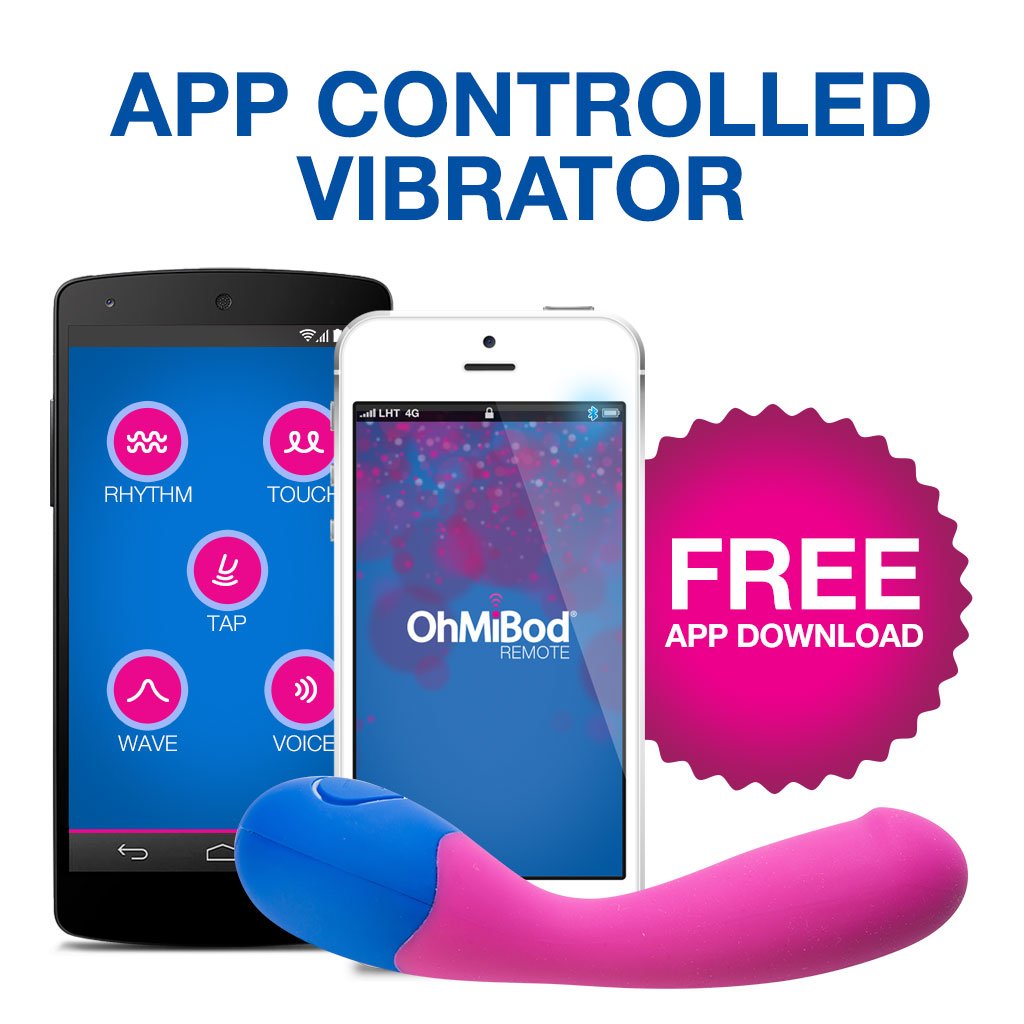 APP CONTROLLED
VIBRATOR
LHT 4G
RHYTHM
TOUCH
TAP
WAVE
VOICE
OhMiBod®
REMOTE
FREE
APP DOWNLOAD